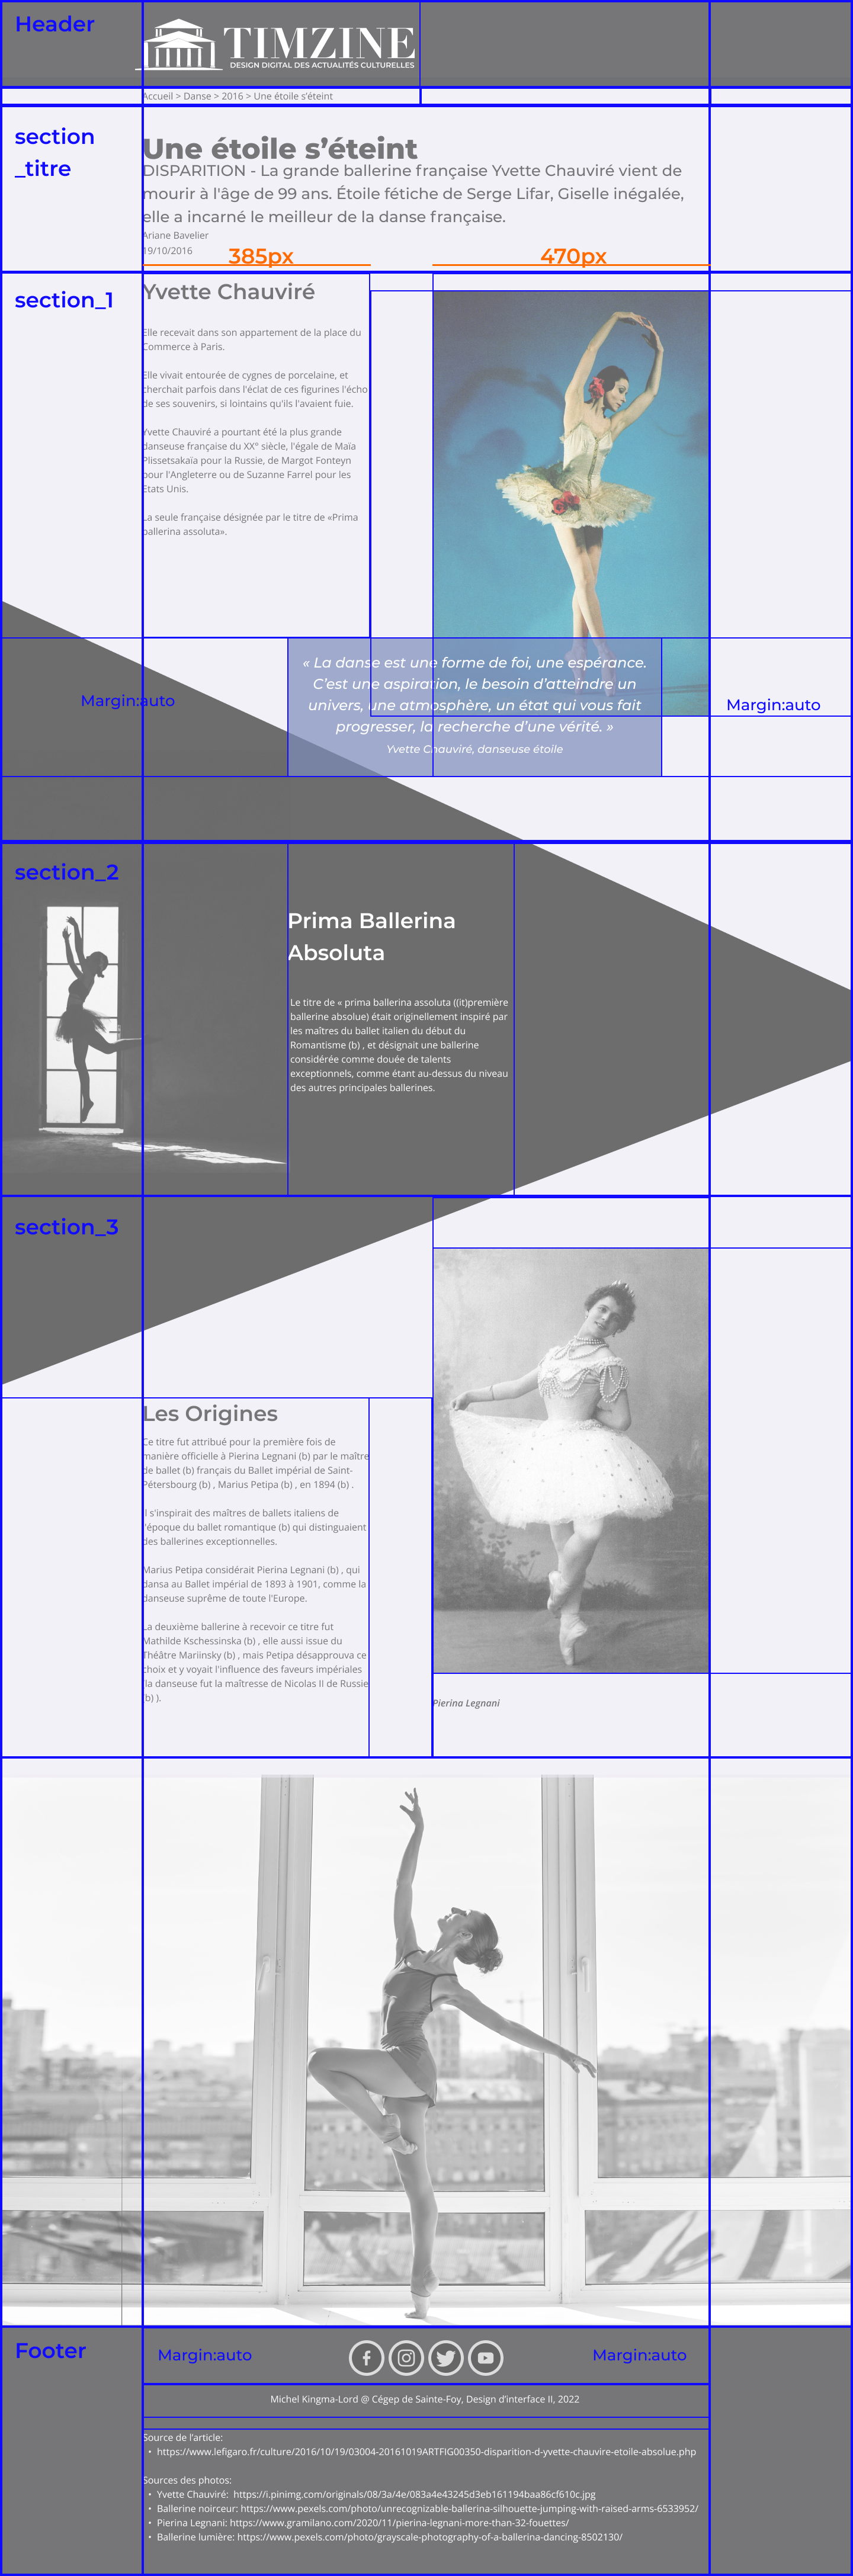 Header
TIMZINE
DESIGN DIGITAL DES ACTUALITÉS CULTURELLES
Accueil > Danse > 2016 > Une étoile s'éteint
section
_titre
Une étoile s'éteint
DISPARITION - La grande ballerine française Yvette Chauviré vient de
mourir à l'âge de 99 ans. Étoile fétiche de Serge Lifar, Giselle inégalée,
elle a incarné le meilleur de la danse française.
Ariane Bavelier
19/10/2016
385px
470px
section_1
Yvette Chauviré
Elle recevait dans son appartement de la place du
Commerce à Paris.
Elle vivait entourée de cygnes de porcelaine, et
cherchait parfois dans l'éclat de ces figurines l'écho
de ses souvenirs, si lointains qu'ils l'avaient fuie.
Yvette Chauviré a pourtant été la plus grande
danseuse française du XX° siècle, l'égale de Maïa
Plissetsakaïa pour la Russie, de Margot Fonteyn
pour l'Angleterre ou de Suzanne Farrel pour les
Etats Unis.
La seule française désignée par le titre de «Prima
ballerina assoluta».
« La danse est une forme de foi, une espérance.
C'est une aspiration, le besoin d'atteindre un
univers, une atmosphère, un état qui vous fait
progresser, la recherche d'une vérité. »
Yvette Chauviré, danseuse étoile
Margin:auto
Margin:auto
section_2
Prima Ballerina
Absoluta
Le titre de « prima ballerina assoluta ((it)première
ballerine absolue) était originellement inspiré par
les maîtres du ballet italien du début du
Romantisme (b) , et désignait une ballerine
considérée comme douée de talents
exceptionnels, comme étant au-dessus du niveau
des autres principales ballerines.
section_3
Les Origines
Ce titre fut attribué pour la première fois de
manière officielle à Pierina Legnani (b) par le maître
de ballet (b) français du Ballet impérial de Saint-
Pétersbourg (b) , Marius Petipa (b) , en 1894 (b) .
Il s'inspirait des maîtres de ballets italiens de
l'époque du ballet romantique (b) qui distinguaient
des ballerines exceptionnelles.
Marius Petipa considérait Pierina Legnani (b) , qui
dansa au Ballet impérial de 1893 à 1901, comme la
danseuse suprême de toute l'Europe.
La deuxième ballerine à recevoir ce titre fut
Mathilde Kschessinska (b) , elle aussi issue du
Théâtre Mariinsky (b) , mais Petipa désapprouva ce
choix et y voyait l'influence des faveurs impériales
(la danseuse fut la maîtresse de Nicolas II de Russie
(b) ).
Pierina Legnani
Footer
Margin:auto
Margin:auto
Michel Kingma-Lord @ Cégep de Sainte-Foy, Design d'interface II, 2022
Source de l'article:
• https://www.lefigaro.fr/culture/2016/10/19/03004-20161019ARTFIG00350-disparition-d-yvette-chauvire-etoile-absolue.php
Sources des photos:
• Yvette Chauviré: https://i.pinimg.com/originals/08/3a/4e/083a4e43245d3eb161194baa86cf610c.jpg
• Ballerine noirceur: https://www.pexels.com/photo/unrecognizable-ballerina-silhouette-jumping-with-raised-arms-6533952/
• Pierina Legnani: https://www.gramilano.com/2020/11/pierina-legnani-more-than-32-fouettes/
• Ballerine lumière: https://www.pexels.com/photo/grayscale-photography-of-a-ballerina-dancing-8502130/